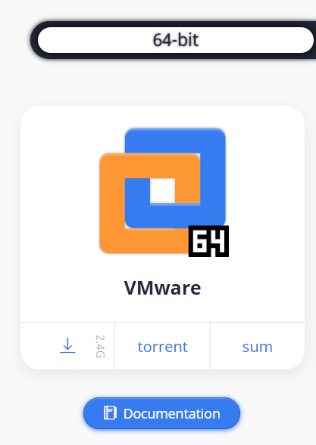 64-bit
64
VMware
2.4G
torrent
sum
Documentation